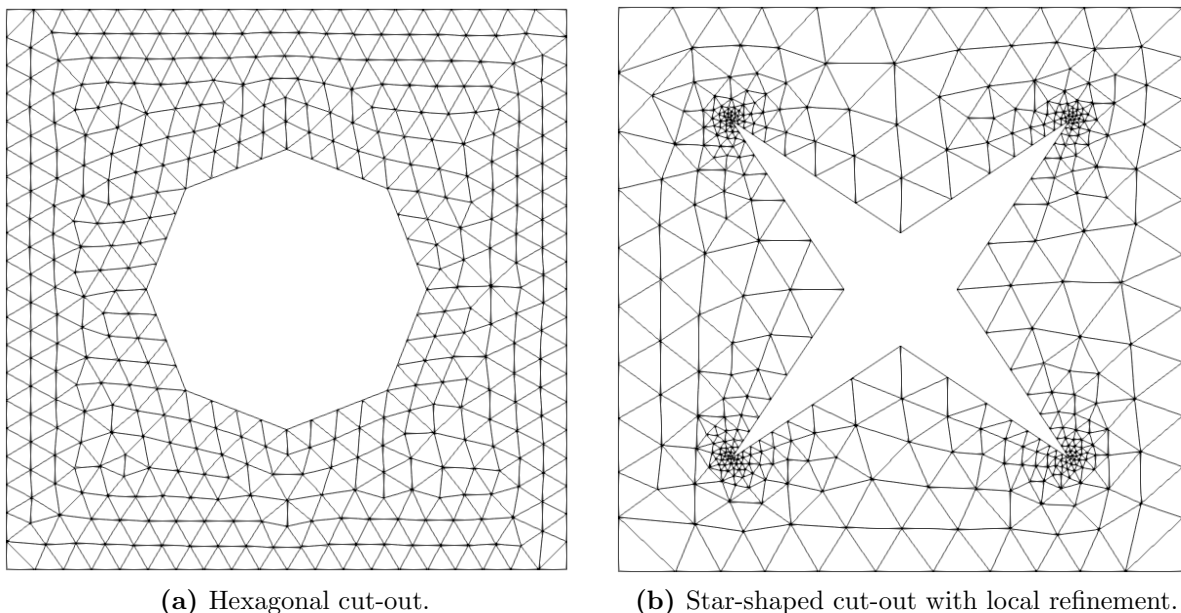 (a) Hexagonal cut-out.
(b) Star-shaped cut-out with local refinement.